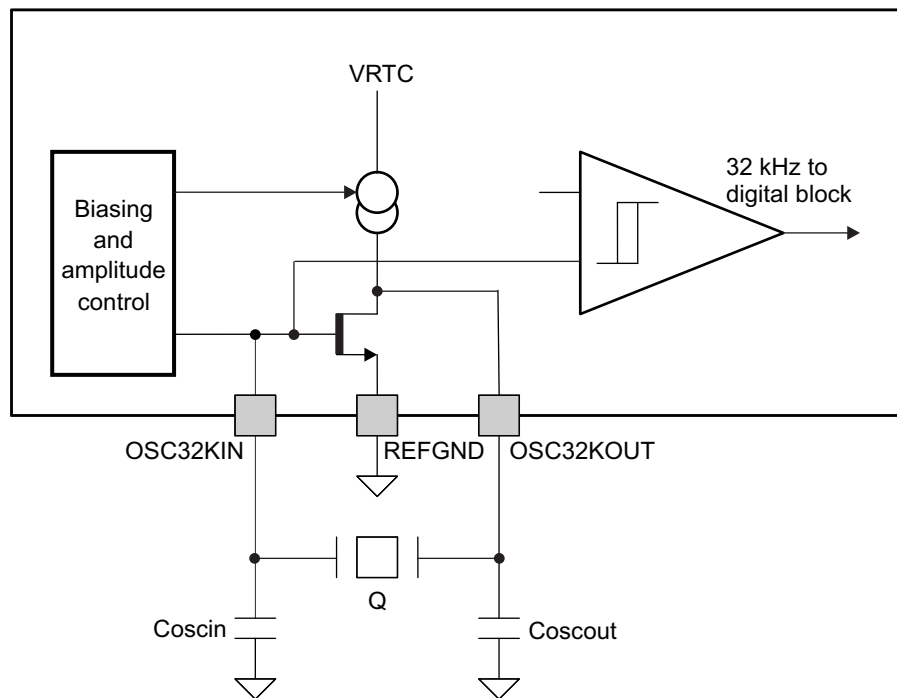 VRTC
Biasing
and
amplitude
control
32 kHz to
digital block
OSC32KIN
REFGND
OSC32KOUT
Q
Coscin
Coscout